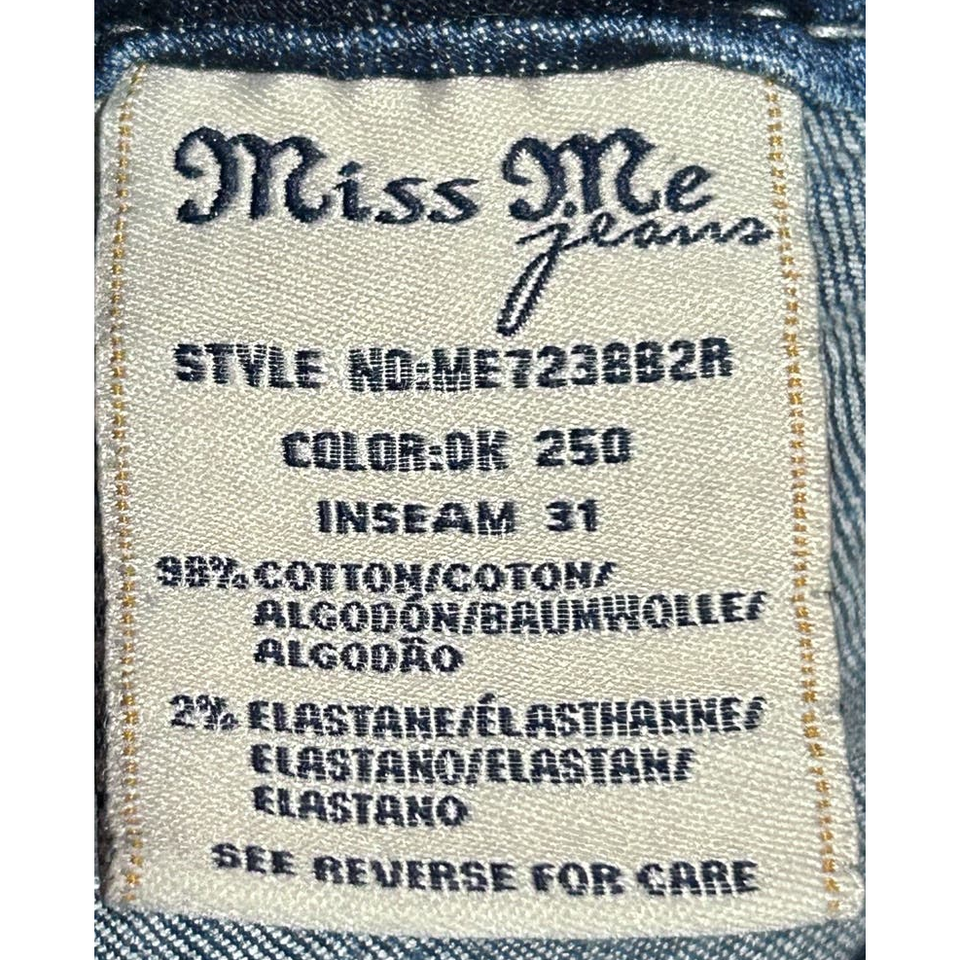 Miss Me
jeans
STYLE NO:ME7238B2R
COLOR:DK 250
INSEAM 31
98% COTTON/COTON/
ALGODÓN/BAUMWOLLE/
ALGODÃO
2% ELASTANE/ÉLASTHANNE/
ELASTANO/ELASTAN/
ELASTANO
SEE REVERSE FOR CARE